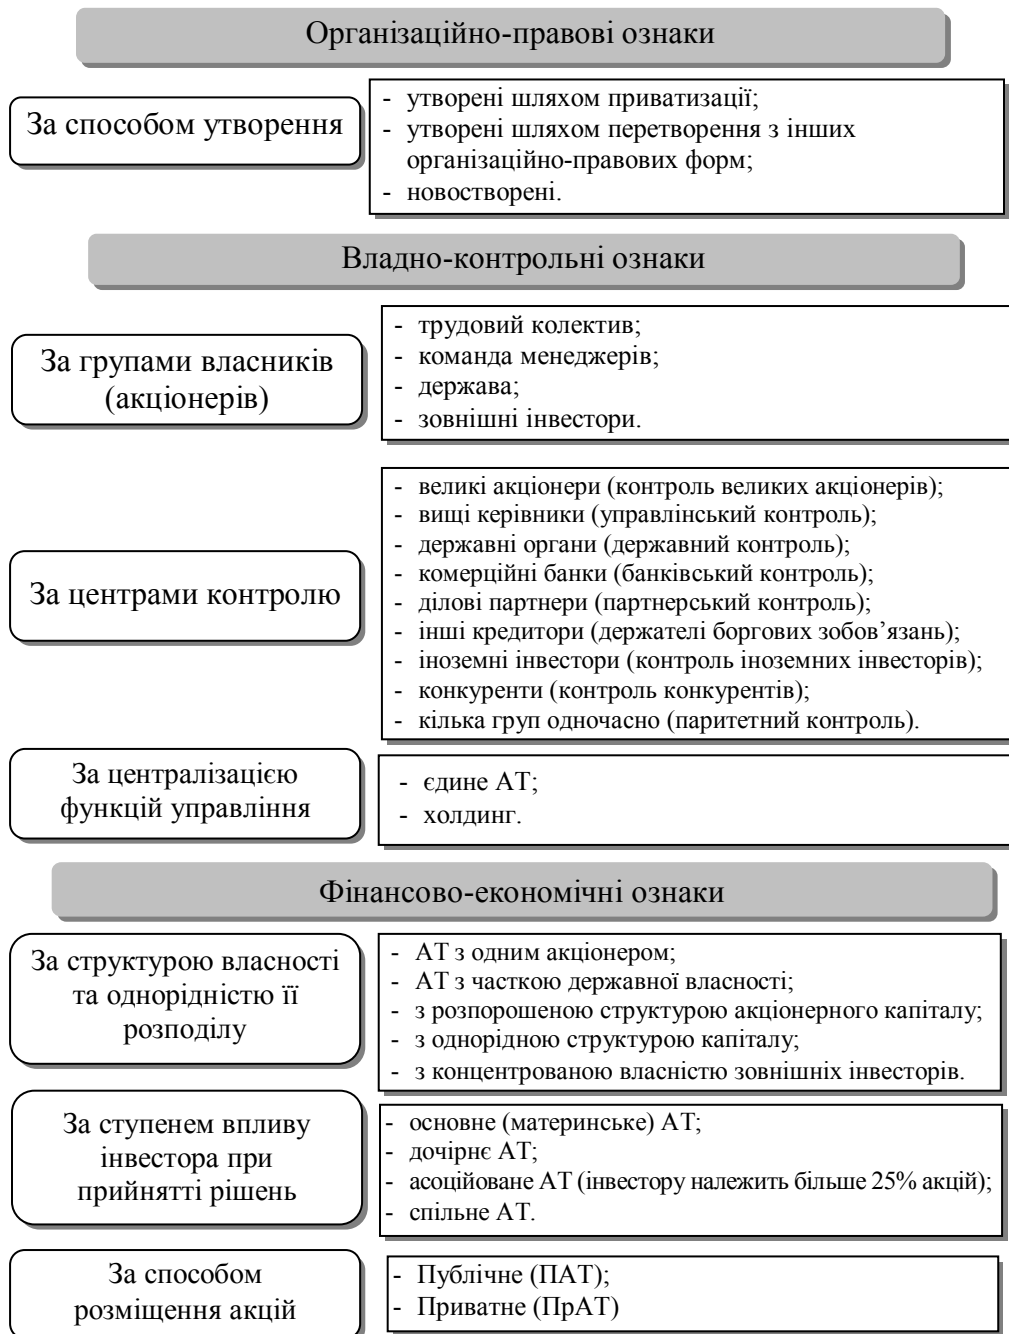 Організаційно-правові ознаки
За способом утворення
- утворені шляхом приватизації;
- утворені шляхом перетворення з інших
організаційно-правових форм;
- новостворені.
Владно-контрольні ознаки
За групами власників
(акціонерів)
- трудовий колектив;
- команда менеджерів;
- держава;
- зовнішні інвестори.
За центрами контролю
- великі акціонери (контроль великих акціонерів);
- вищі керівники (управлінський контроль);
- державні органи (державний контроль);
- комерційні банки (банківський контроль);
- ділові партнери (партнерський контроль);
- інші кредитори (держателі боргових зобов’язань);
- іноземні інвестори (контроль іноземних інвесторів);
- конкуренти (контроль конкурентів);
- кілька груп одночасно (паритетний контроль).
За централізацією
функцій управління
- єдине АТ;
- холдинг.
Фінансово-економічні ознаки
За структурою власності
та однорідністю її
розподілу
- АТ з одним акціонером;
- АТ з часткою державної власності;
- з розпорошеною структурою акціонерного капіталу;
- з однорідною структурою капіталу;
- з концентрованою власністю зовнішніх інвесторів.
За ступенем впливу
інвестора при
прийнятті рішень
- основне (материнське) АТ;
- дочірнє АТ;
- асоційоване АТ (інвестору належить більше 25% акцій);
- спільне АТ.
За способом
розміщення акцій
- Публічне (ПАТ);
- Приватне (ПрАТ)